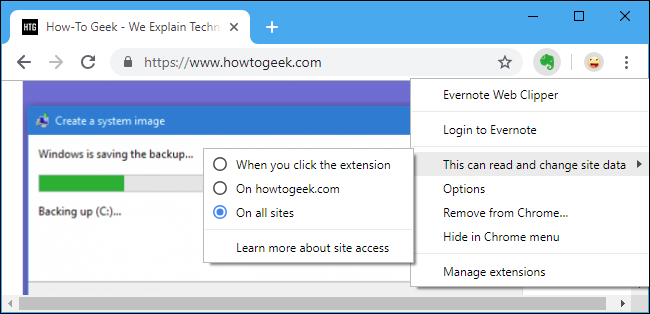 HTG
How-To Geek - We Explain Techn
https://www.howtogeek.com
Create a system image
Windows is saving the backup...
Backing up (C:)...
When you click the extension
On howtogeek.com
On all sites
Learn more about site access
Evernote Web Clipper
Login to Evernote
This can read and change site data
Options
Remove from Chrome...
Hide in Chrome menu
Manage extensions